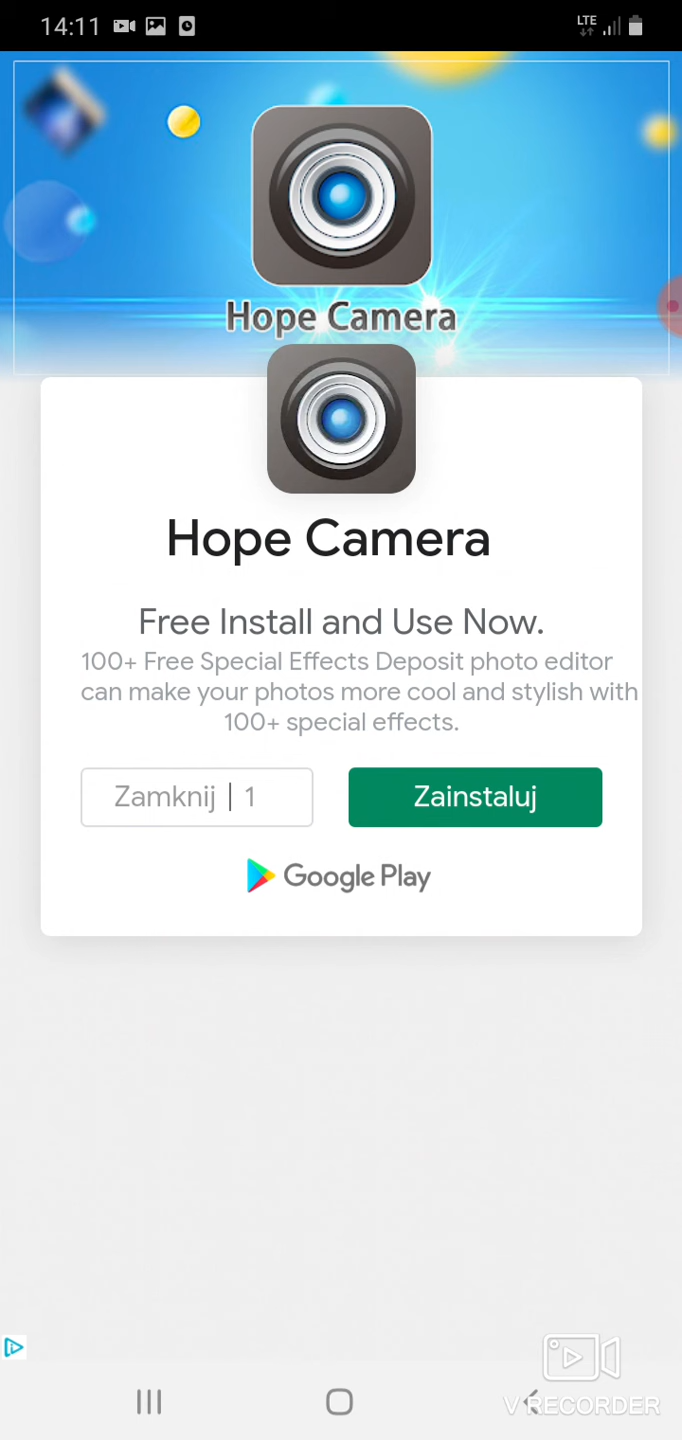 14:11
LTE
Hope Camera
Hope Camera
Free Install and Use Now.
100+ Free Special Effects Deposit photo editor
can make your photos more cool and stylish with
100+ special effects.
Zamknij | 1
Zainstaluj
Google Play
V RECORDER